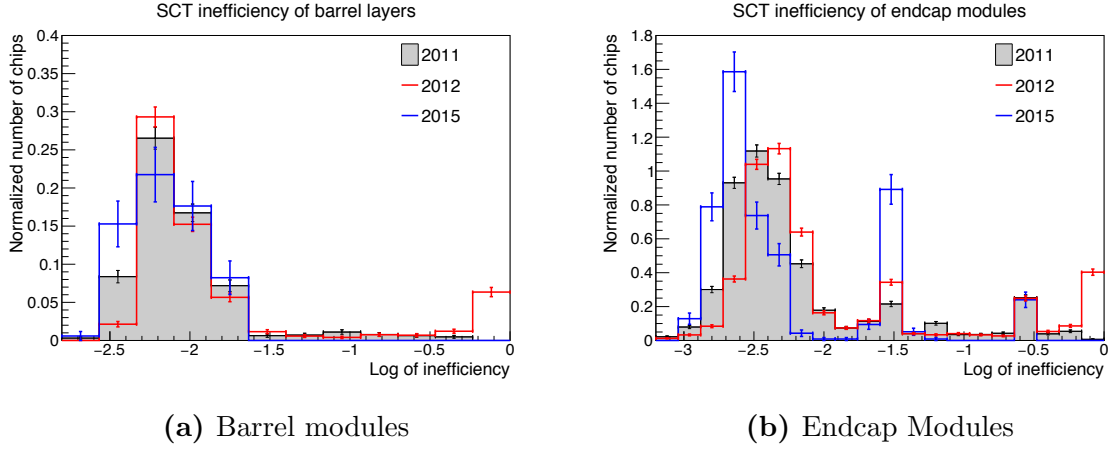 SCT inefficiency of barrel layers
Normalized number of chips
0.4
0.35
0.3
0.25
0.2
0.15
0.1
0.05
0
2011
2012
2015
-2.5 -2 -1.5 -1 -0.5 0
Log of inefficiency
(a) Barrel modules
SCT inefficiency of endcap modules
Normalized number of chips
1.8
1.6
1.4
1.2
1
0.8
0.6
0.4
0.2
0
2011
2012
2015
-3 -2.5 -2 -1.5 -1 -0.5 0
Log of inefficiency
(b) Endcap Modules